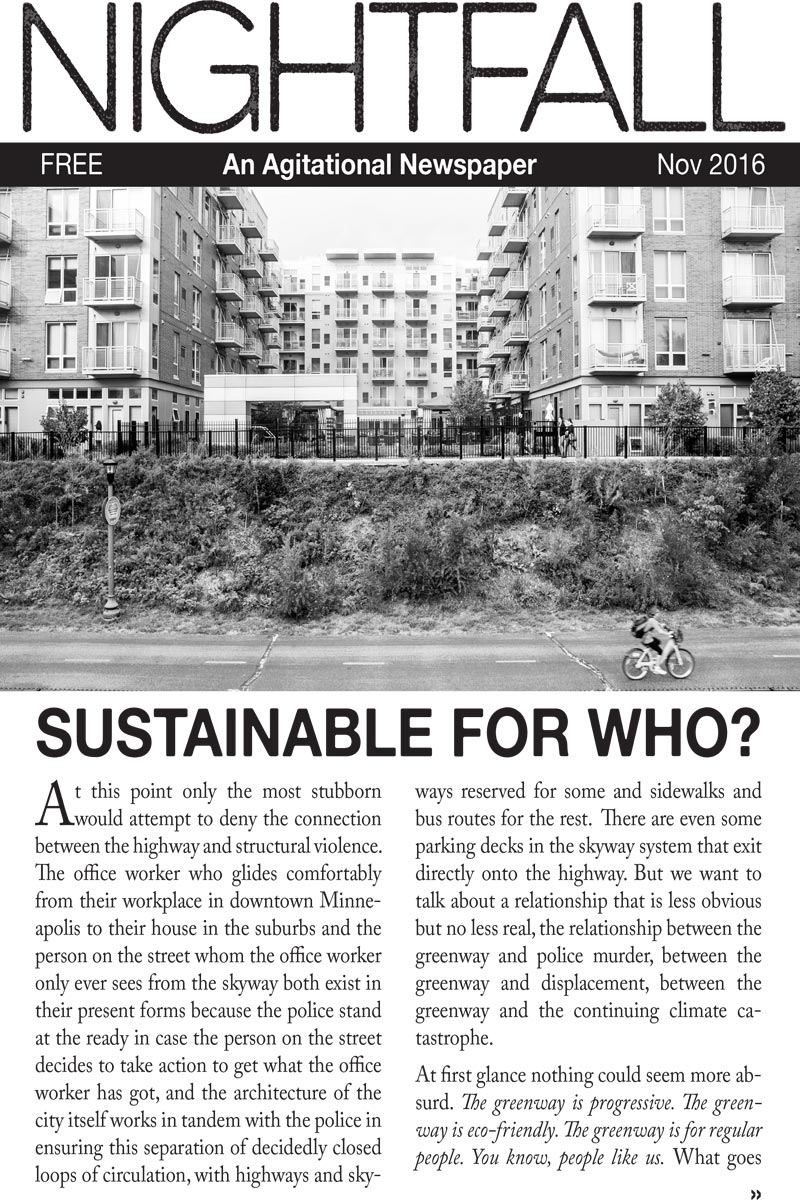 NIGHTFALL
FREE
An Agitational Newspaper
Nov 2016
SUSTAINABLE FOR WHO?
At this point only the most stubborn
would attempt to deny the connection
between the highway and structural violence.
The office worker who glides comfortably
from their workplace in downtown Minne-
apolis to their house in the suburbs and the
person on the street whom the office worker
only ever sees from the skyway both exist in
their present forms because the police stand
at the ready in case the person on the street
decides to take action to get what the office
worker has got, and the architecture of the
city itself works in tandem with the police in
ensuring this separation of decidedly closed
loops of circulation, with highways and sky-
ways reserved for some and sidewalks and
bus routes for the rest. There are even some
parking decks in the skyway system that exit
directly onto the highway. But we want to
talk about a relationship that is less obvious
but no less real, the relationship between the
greenway and police murder, between the
greenway and displacement, between the
greenway and the continuing climate ca-
tastrophe.
At first glance nothing could seem more ab-
surd. The greenway is progressive. The green-
way is eco-friendly. The greenway is for regular
people. You know, people like us. What goes
»